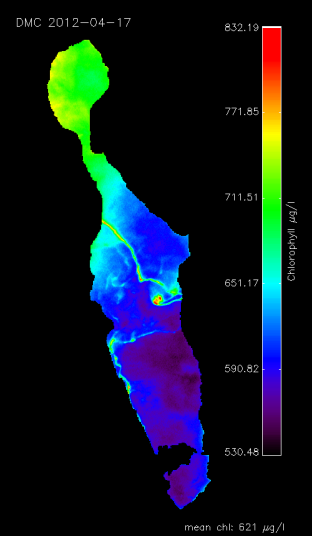 DMC 2012-04-17
832.19
771.85
711.51
651.17
590.82
530.48
Chlorophyll µg/l
mean chl: 621 µg/l